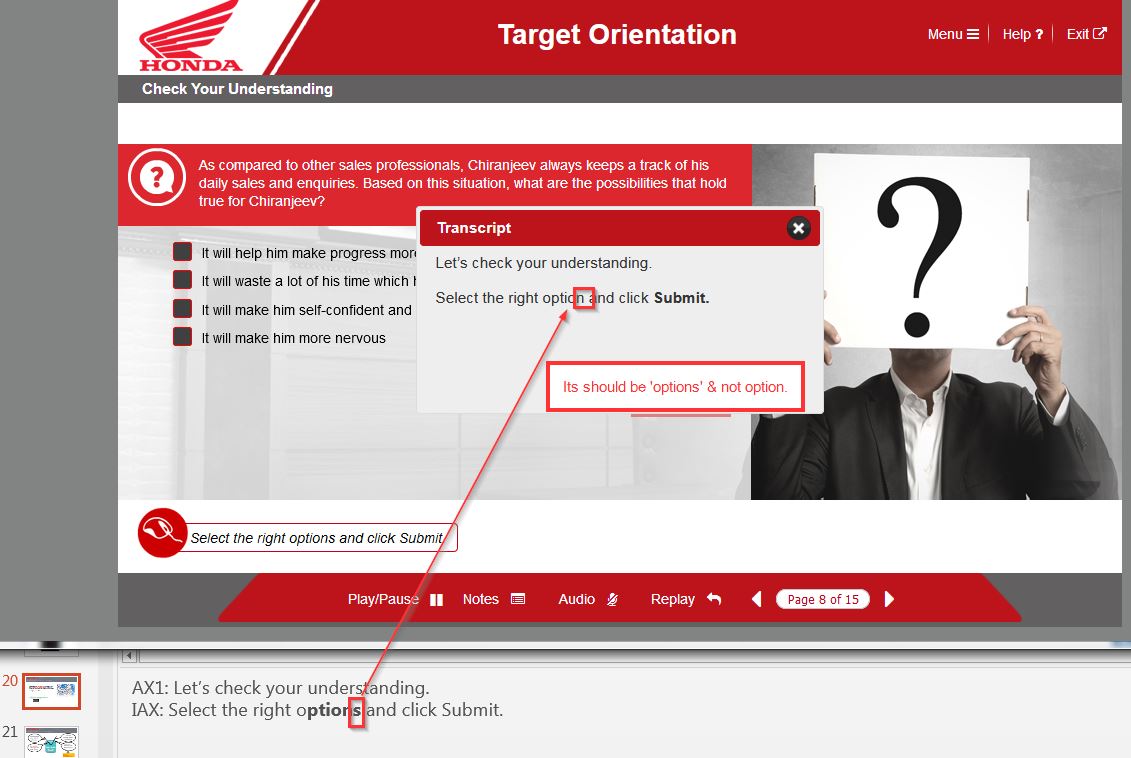 HONDA
Target Orientation
Menu
Help ?
Exit
Check Your Understanding
?
As compared to other sales professionals, Chiranjeev always keeps a track of his
daily sales and enquiries. Based on this situation, what are the possibilities that hold
true for Chiranjeev?
It will help him make progress more
It will waste a lot of his time which
It will make him self-confident and
It will make him more nervous
Transcript
Let's check your understanding.
Select the right option and click Submit.
Its should be 'options' & not option.
?
Select the right options and click Submit.
Play/Pause
Notes
Audio
Replay
Page 8 of 15
20
AX1: Let's check your understanding.
IAX: Select the right options and click Submit.
21